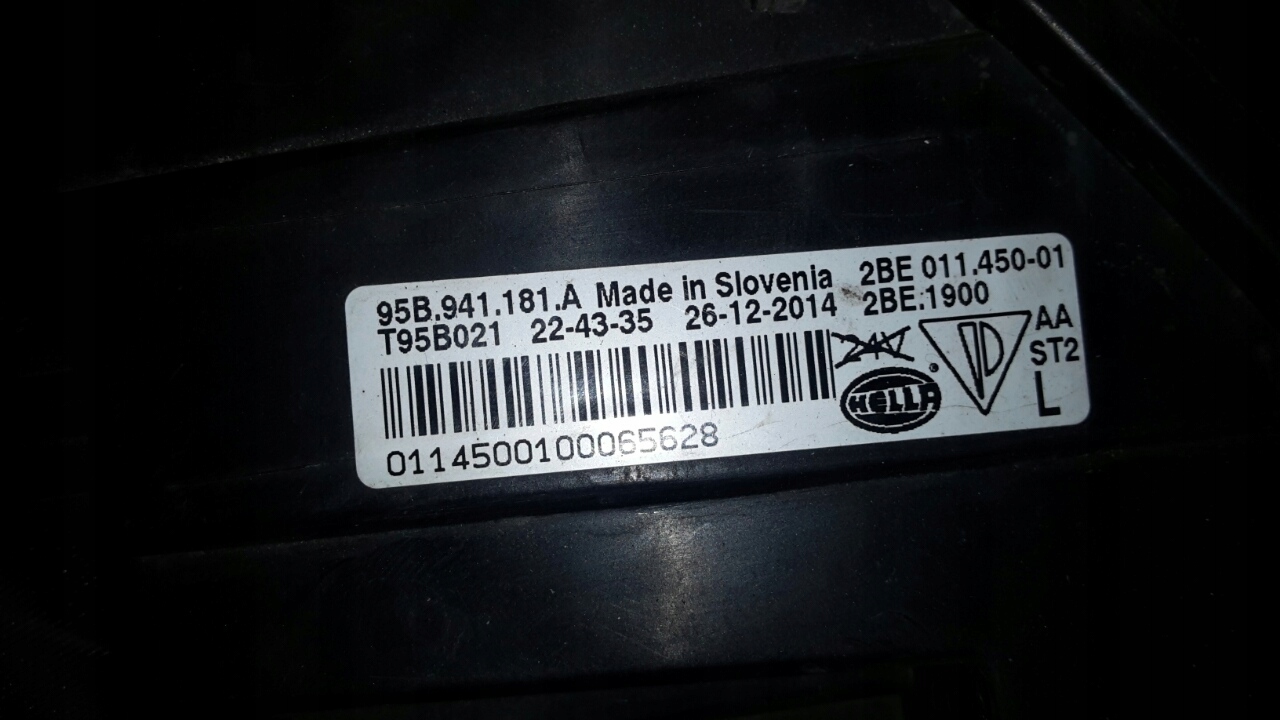 95B.941.181.A Made in Slovenia 2BE 011.450-01
T95B021 22-43-35 26-12-2014 2BE.1900
24V
AA
ST2
HELLA ®
L
0114500100065628